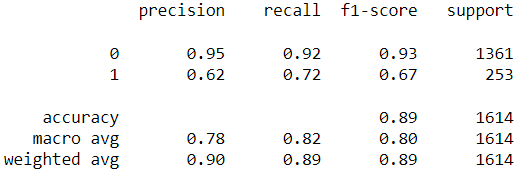 precision recall f1-score support
0 0.95 0.92 0.93 1361
1 0.62 0.72 0.67 253
accuracy 0.89 1614
macro avg 0.78 0.82 0.80 1614
weighted avg 0.90 0.89 0.89 1614